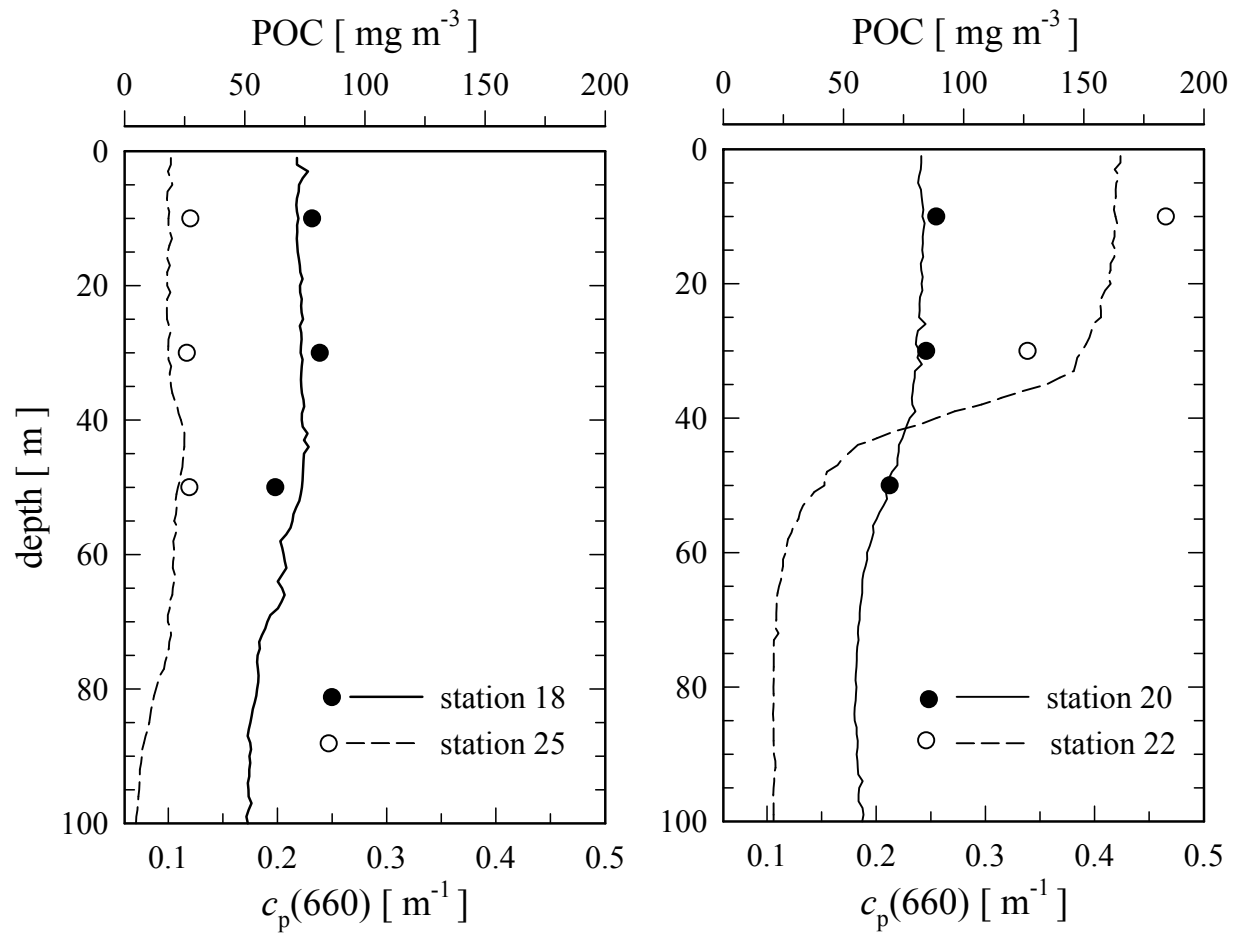 POC [ mg m⁻³ ]
0 50 100 150 200
0
20
40
60
80
100
depth [ m ]
station 18
station 25
0.1 0.2 0.3 0.4 0.5
cₚ(660) [ m⁻¹ ]
POC [ mg m⁻³ ]
0 50 100 150 200
0
20
40
60
80
100
station 20
station 22
0.1 0.2 0.3 0.4 0.5
cₚ(660) [ m⁻¹ ]